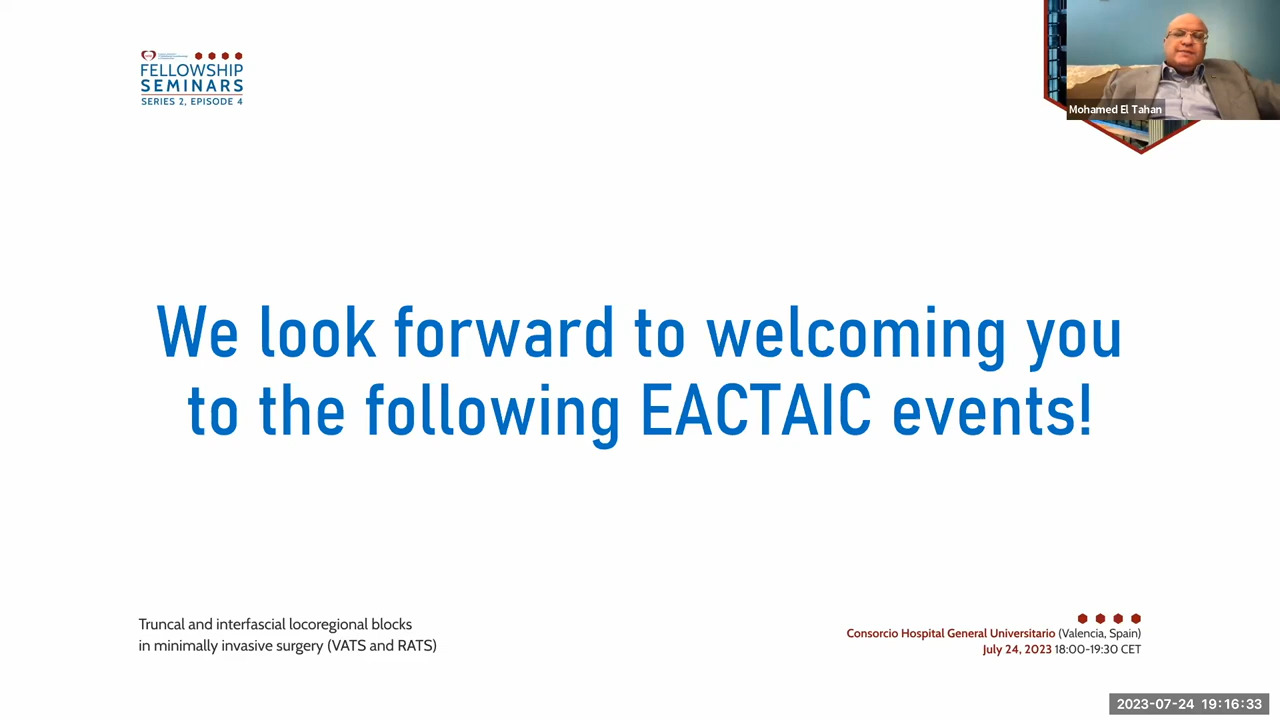 FELLOWSHIP
SEMINARS
SERIES 2, EPISODE 4
Mohamed El Tahan
We look forward to welcoming you
to the following EACTAIC events!
Truncal and interfascial locoregional blocks
in minimally invasive surgery (VATS and RATS)
Consorcio Hospital General Universitario (Valencia, Spain)
July 24, 2023 18:00-19:30 CET
2023-07-24 19:16:33